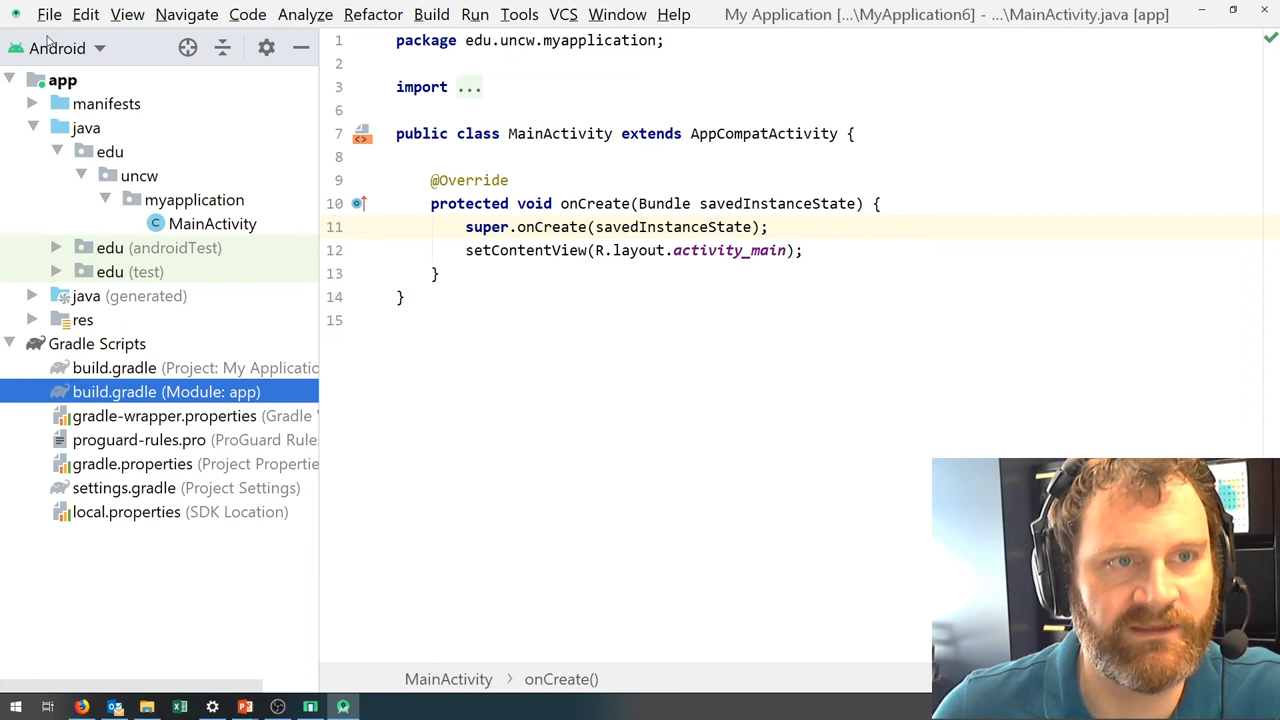 File Edit View Navigate Code Analyze Refactor Build Run Tools VCS Window Help My Application [...\MyApplication6] - ...\MainActivity.java [app]
Android
app
manifests
java
edu
uncw
myapplication
MainActivity
edu (androidTest)
edu (test)
java (generated)
res
Gradle Scripts
build.gradle (Project: My Applicatio
build.gradle (Module: app)
gradle-wrapper.properties (Gradle V
proguard-rules.pro (ProGuard Rule
gradle.properties (Project Properti
settings.gradle (Project Settings)
local.properties (SDK Location)
1 package edu.uncw.myapplication;
2
3 import ...
6
7 public class MainActivity extends AppCompatActivity {
8
9 @Override
10 protected void onCreate(Bundle savedInstanceState) {
11 super.onCreate(savedInstanceState);
12 setContentView(R.layout.activity_main);
13 }
14 }
15
MainActivity > onCreate()